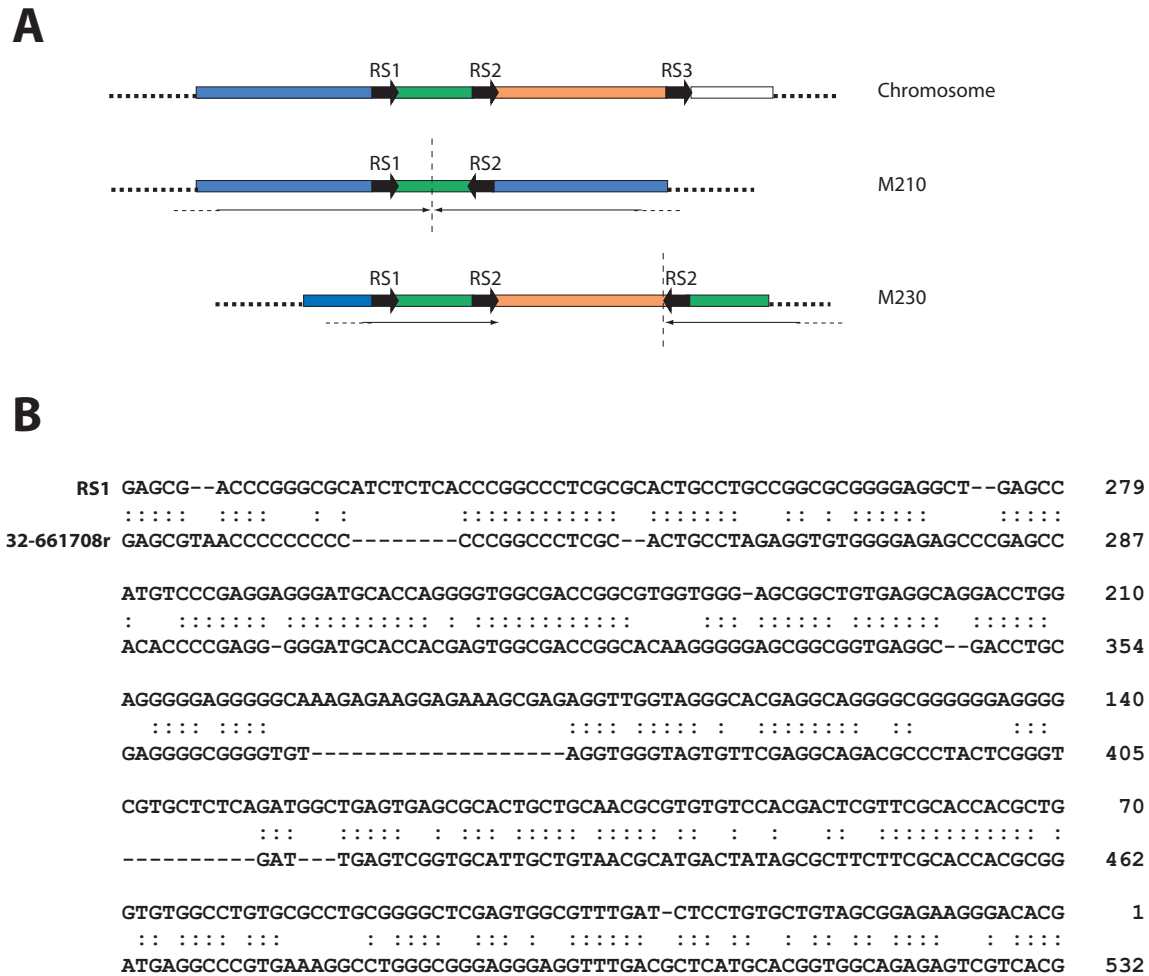 A
RS1 RS2 RS3
Chromosome
RS1 RS2
M210
RS1 RS2 RS2
M230
B
RS1 GAGCG--ACCCGGGCGCATCTCTCACCCGGCCCTCGCGCACTGCCTGCCGGCGCGGGGAGGCT--GAGCC 279
::::: :::: : : :::::::::::: ::::::: :: : :::::: :::::
32-661708r GAGCGTAACCCCCCCCC-------CCCGGCCCTCGC--ACTGCCTAGAGGTGTGGGGAGAGCCCGAGCC 287
ATGTCCCGAGGAGGGATGCACCAGGGGTGGCGACCGGCGTGGTGGG-AGCGGCTGTGAGGCAGGACCTGG 210
: ::::::: ::::::::::: : :::::::::::: ::: :::::: ::::::: ::::::
ACACCCCGAGG-GGGATGCACCACGAGTGGCGACCGGCACAAGGGGGAGCGGCGGTGAGGC--GACCTGC 354
AGGGGGAGGGGGCAAAGAGAAGGAGAAAGCGAGAGGTTGGTAGGGCACGAGGCAGGGGCGGGGGGAGGGG 140
:::: :::: :::: ::::: : :::::::: :: :::
GAGGGGCGGGGTGT-----------------AGGTGGGTAGTGTTCGAGGCAGACGCCCTACTCGGGT 405
CGTGCTCTCAGATGGCTGAGTGAGCGCACTGCTGCAACGCGTGTGTCCACGACTCGTTCGCACCACGCTG 70
::: ::::: : ::: :::: ::::: :: : : :: :::::::::::: :
----------GAT---TGAGTCGGTGCATTGCTGTAACGCATGACTATAGCGCTTCTTCGCACCACGCGG 462
GTGTGGCCTGTGCGCCTGCGGGGCTCGAGTGGCGTTTGAT-CTCCTGTGCTGTAGCGGAGAAGGGACACG 1
:: :::: ::: : :::: ::: : :::::: ::: :: : :: :: ::::: : ::::
ATGAGGCCCGTGAAAGGCCTGGGCGGGAGGGAGGTTTGACGCTCATGCACGGTGGCAGAGAGTCGTCACG 532